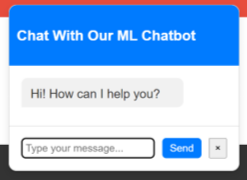 Chat With Our ML Chatbot
Hi! How can I help you?
Type your message... Send ×